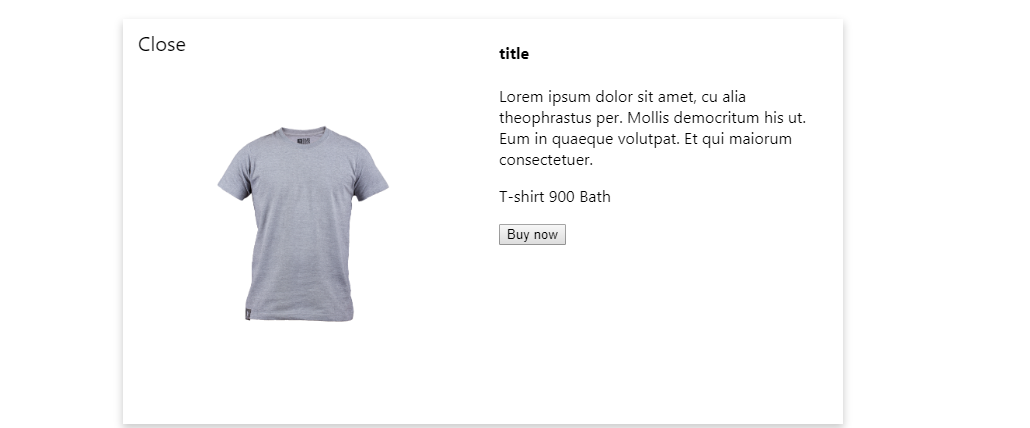 Close
title
Lorem ipsum dolor sit amet, cu alia
theophrastus per. Mollis democritum his ut.
Eum in quaeque volutpat. Et qui maiorum
consectetuer.
T-shirt 900 Bath
Buy now